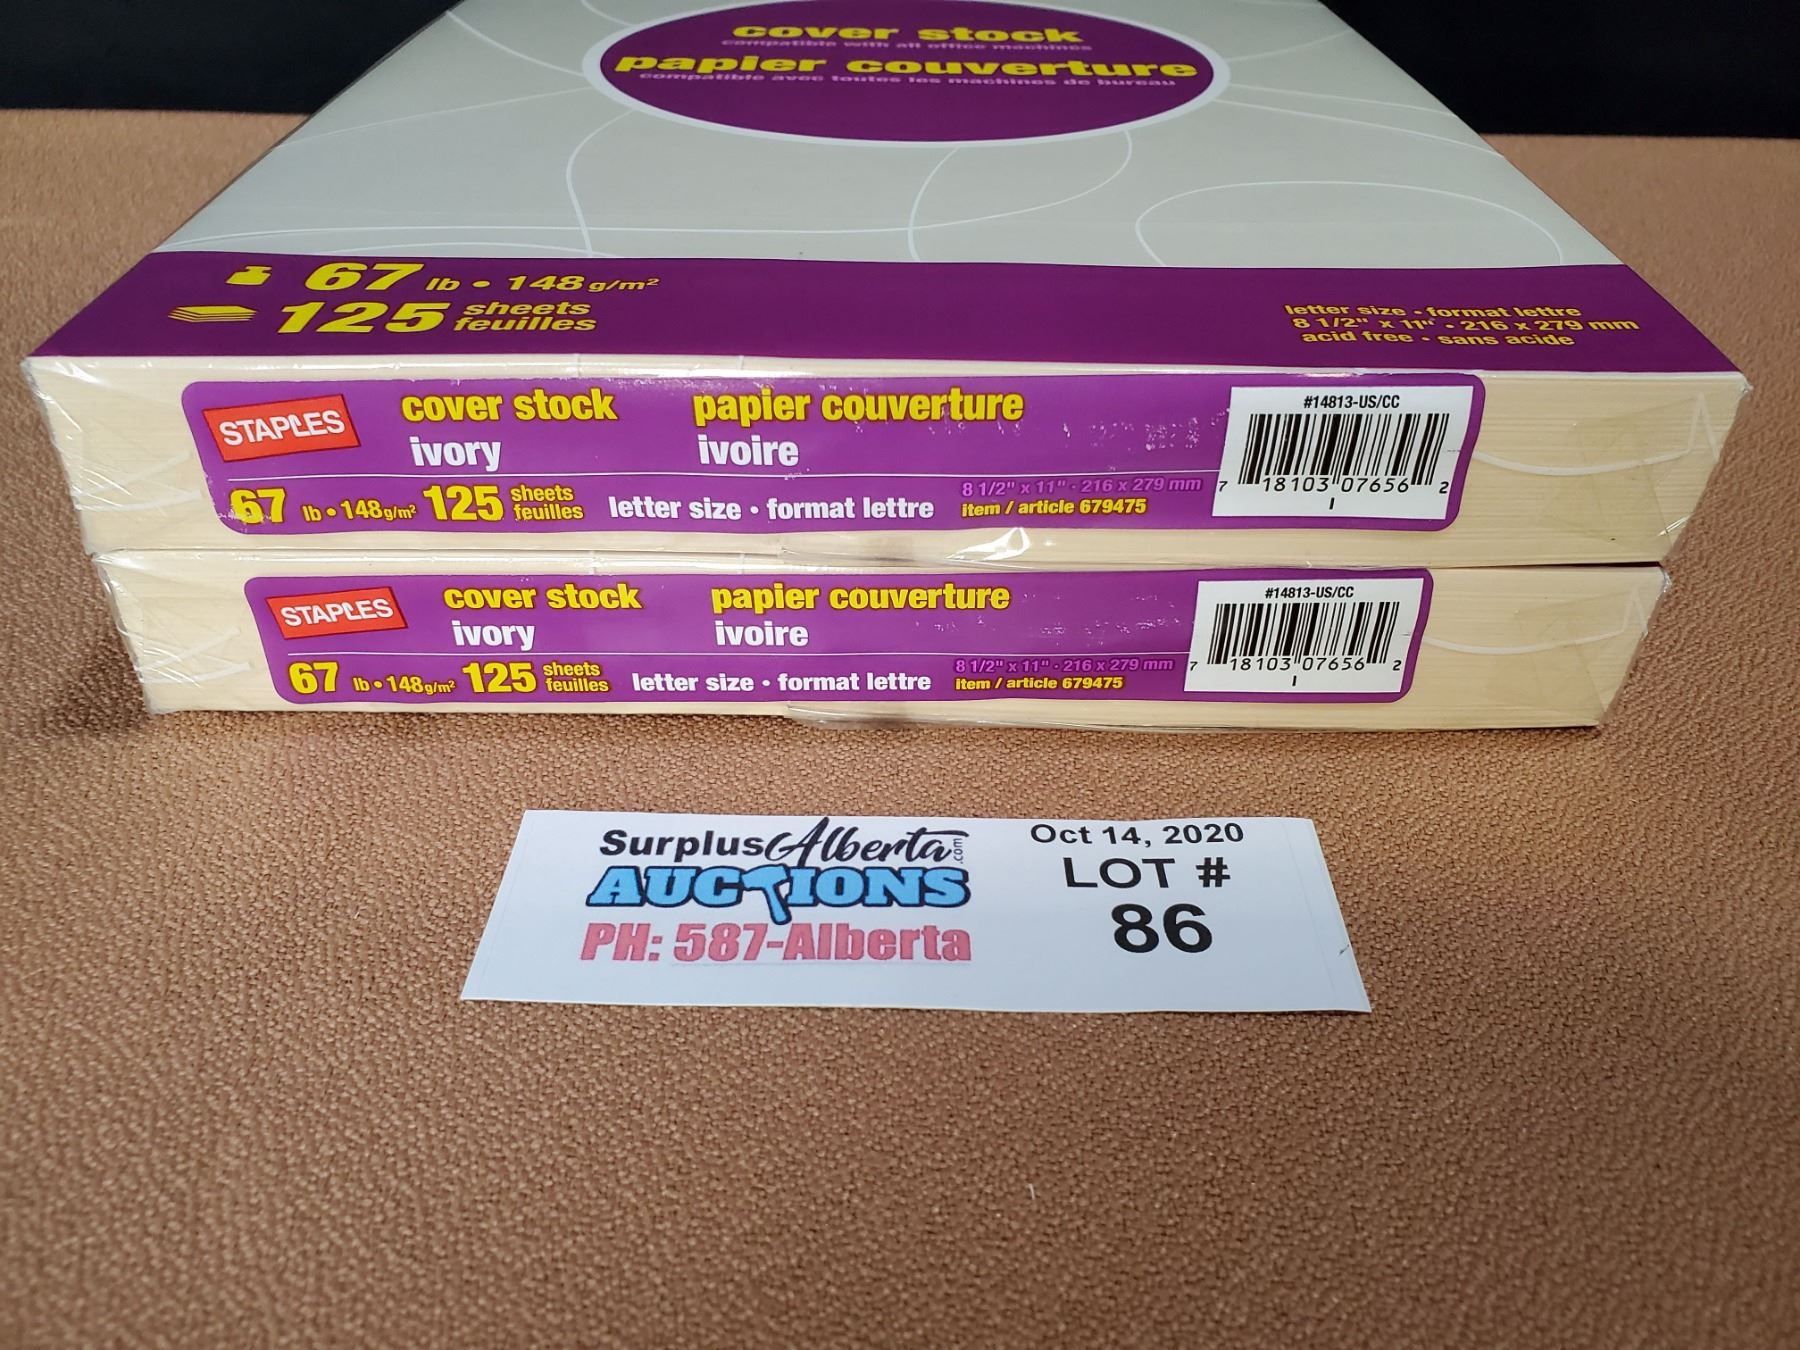 cover stock
compatible with all office machines
papier couverture
compatible avec toutes les machines de bureau
67 lb • 148 g/m²
125 sheets
feuilles
letter size • format lettre
8 1/2" x 11" • 216 x 279 mm
acid free • sans acide
STAPLES
cover stock papier couverture
ivory ivoire
67 lb • 148 g/m² 125 sheets feuilles letter size • format lettre
8 1/2" x 11" • 216 x 279 mm
item / article 679475
#14813-US/CC
7 18103 07656 2
I
STAPLES
cover stock papier couverture
ivory ivoire
67 lb • 148 g/m² 125 sheets feuilles letter size • format lettre
8 1/2" x 11" • 216 x 279 mm
item / article 679475
#14813-US/CC
7 18103 07656 2
I
SurplusAlberta.com
AUCTIONS
PH: 587-Alberta
Oct 14, 2020
LOT #
86